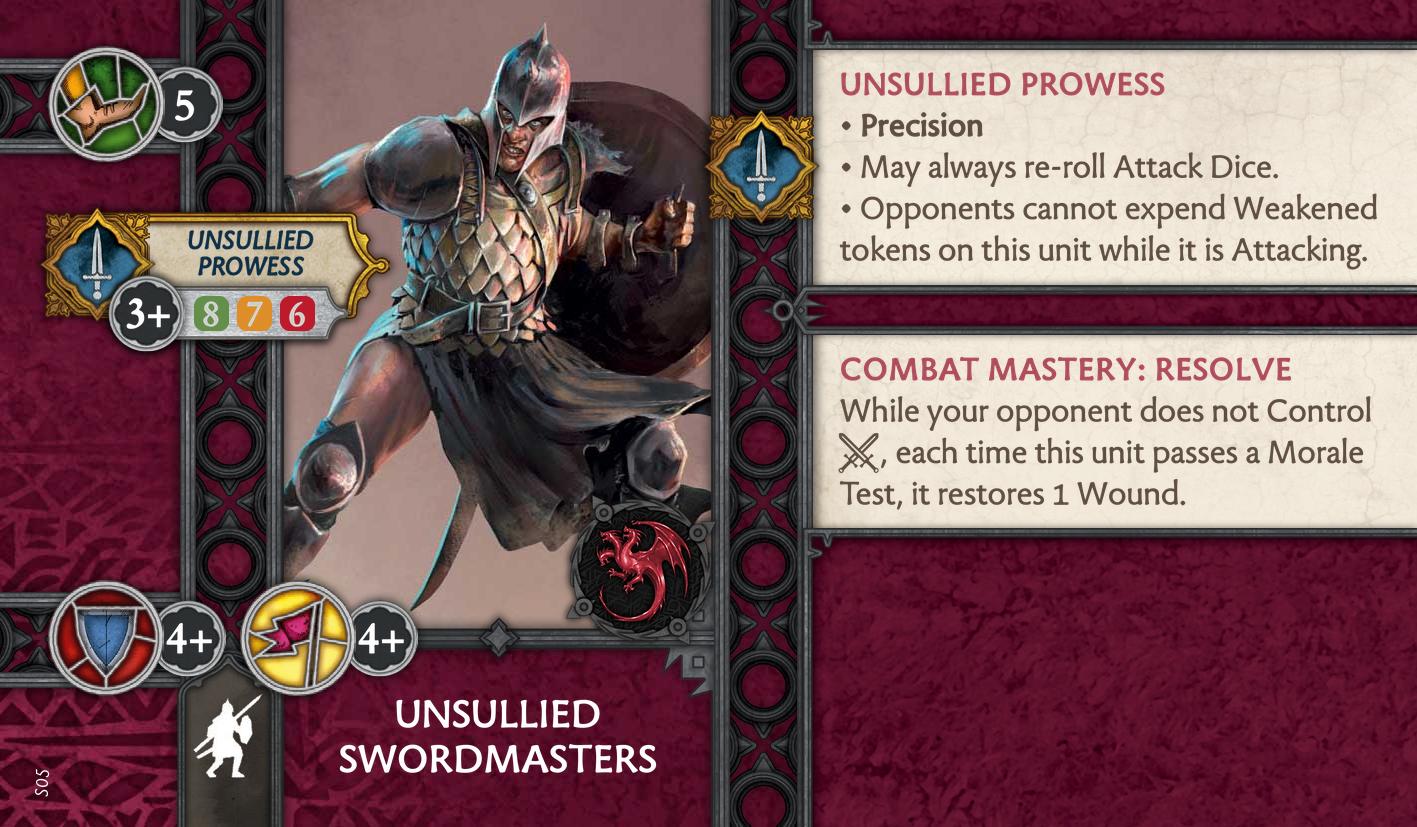 5
UNSULLIED
PROWESS
3+ 8 7 6
4+ 4+
UNSULLIED
SWORDMASTERS
S05
UNSULLIED PROWESS
• Precision
• May always re-roll Attack Dice.
• Opponents cannot expend Weakened
tokens on this unit while it is Attacking.
COMBAT MASTERY: RESOLVE
While your opponent does not Control
, each time this unit passes a Morale
Test, it restores 1 Wound.